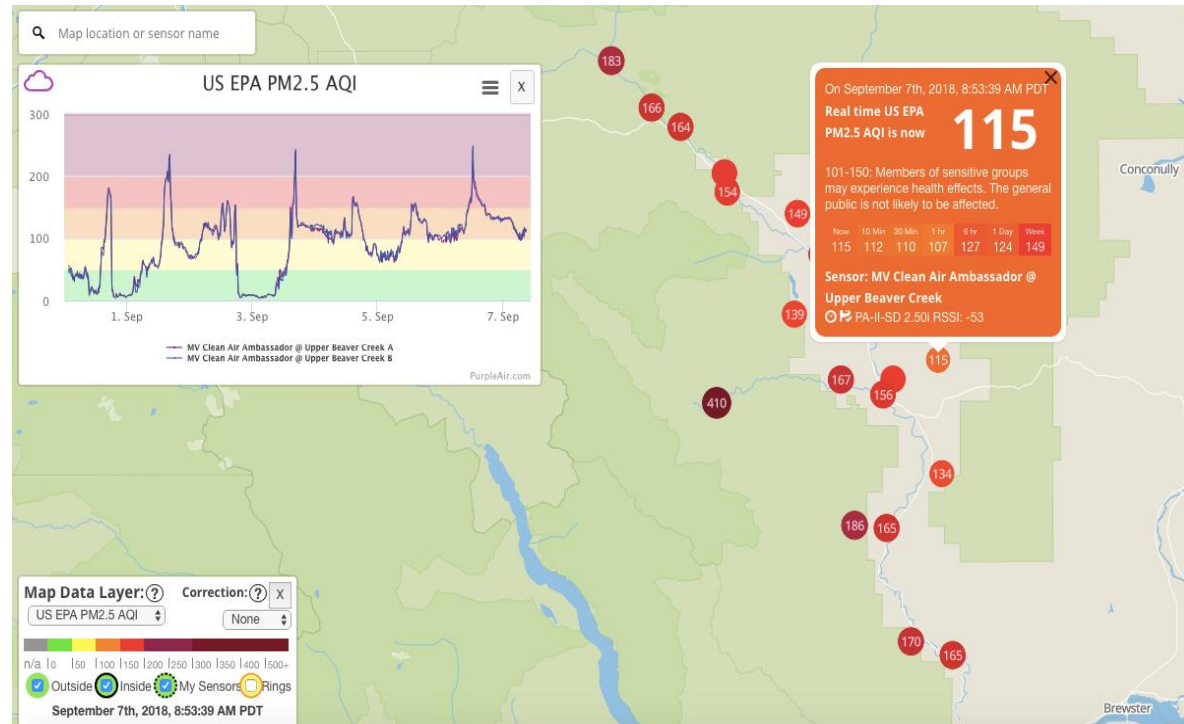 Map location or sensor name
US EPA PM2.5 AQI
X
300
200
100
0
1. Sep
3. Sep
5. Sep
7. Sep
MV Clean Air Ambassador @ Upper Beaver Creek A
MV Clean Air Ambassador @ Upper Beaver Creek B
PurpleAir.com
183
166
164
154
149
139
115
167
156
410
134
186
165
170
165
On September 7th, 2018, 8:53:39 AM PDT
Real time US EPA
PM2.5 AQI is now
115
101-150: Members of sensitive groups
may experience health effects. The general
public is not likely to be affected.
Now 10 Min 30 Min 1 hr 6 hr 1 Day Week
115 112 110 107 127 124 149
Sensor: MV Clean Air Ambassador @
Upper Beaver Creek
PA-II-SD 2.50i RSSI: -53
Conconully
Brewster
Map Data Layer: ? Correction: ? X
US EPA PM2.5 AQI None
n/a |0 |50 |100 |150 |200 |250 |300 |350 |400 |500+
Outside Inside My Sensors Rings
September 7th, 2018, 8:53:39 AM PDT